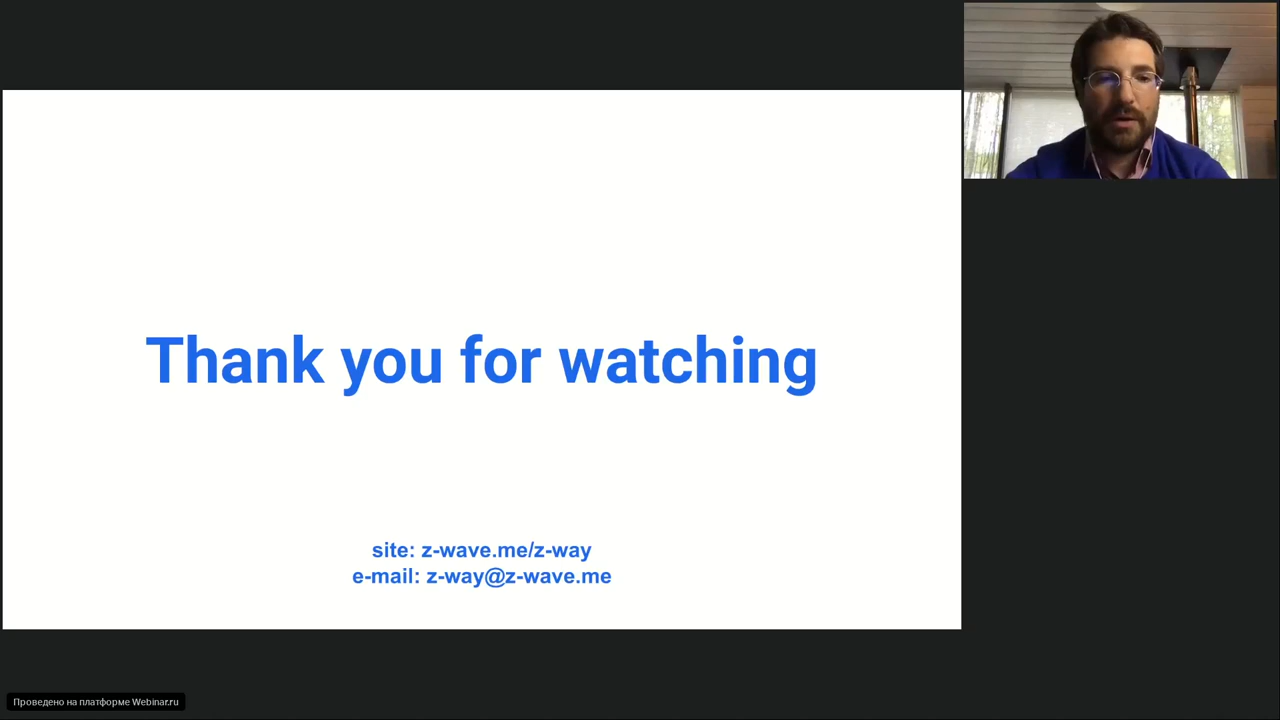 Thank you for watching
site: z-wave.me/z-way
e-mail: z-way@z-wave.me
Проведено на платформе Webinar.ru